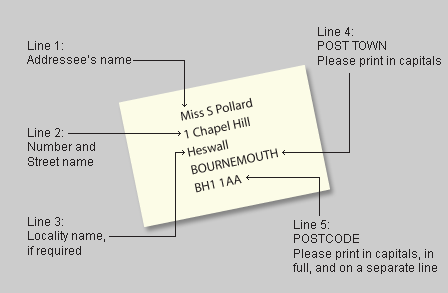 Line 1:
Addressee's name
Line 2:
Number and
Street name
Line 3:
Locality name,
if required
Miss S Pollard
1 Chapel Hill
Heswall
BOURNEMOUTH
BH1 1AA
Line 4:
POST TOWN
Please print in capitals
Line 5:
POSTCODE
Please print in capitals, in
full, and on a separate line